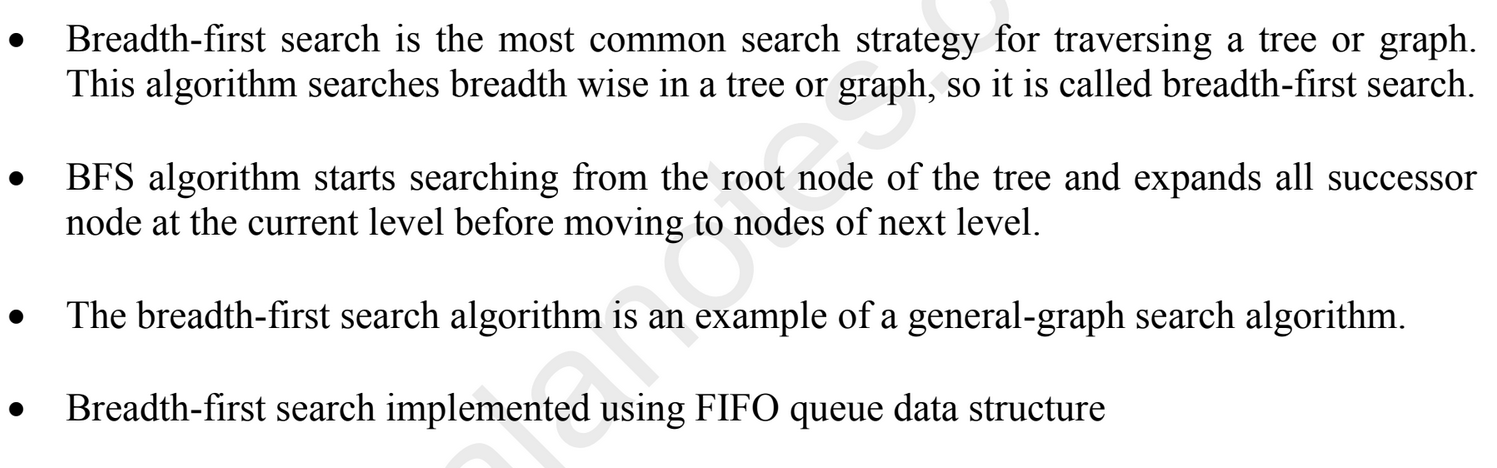 • Breadth-first search is the most common search strategy for traversing a tree or graph.
This algorithm searches breadth wise in a tree or graph, so it is called breadth-first search.
• BFS algorithm starts searching from the root node of the tree and expands all successor
node at the current level before moving to nodes of next level.
• The breadth-first search algorithm is an example of a general-graph search algorithm.
• Breadth-first search implemented using FIFO queue data structure
alanotes.c